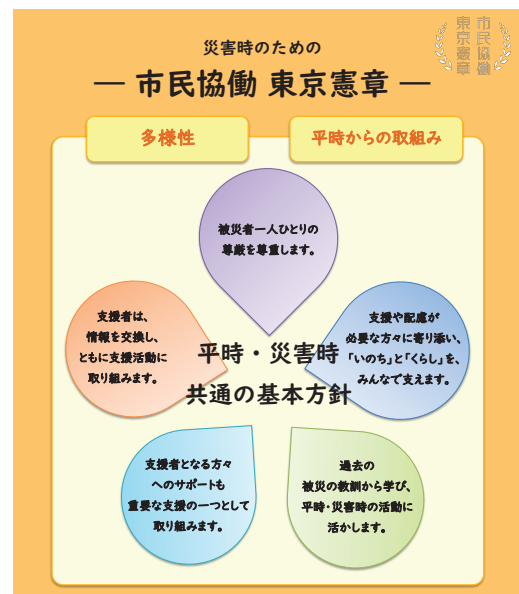 市民協働
東京憲章
災害時のための
― 市民協働 東京憲章 ―
多様性
平時からの取組み
被災者一人ひとりの
尊厳を尊重します。
支援者は、
情報を交換し、
ともに支援活動に
取り組みます。
支援や配慮が
必要な方々に寄り添い、
「いのち」と「くらし」を、
みんなで支えます。
平時・災害時
共通の基本方針
支援者となる方々
へのサポートも
重要な支援の一つとして
取り組みます。
過去の
被災の教訓から学び、
平時・災害時の活動に
活かします。